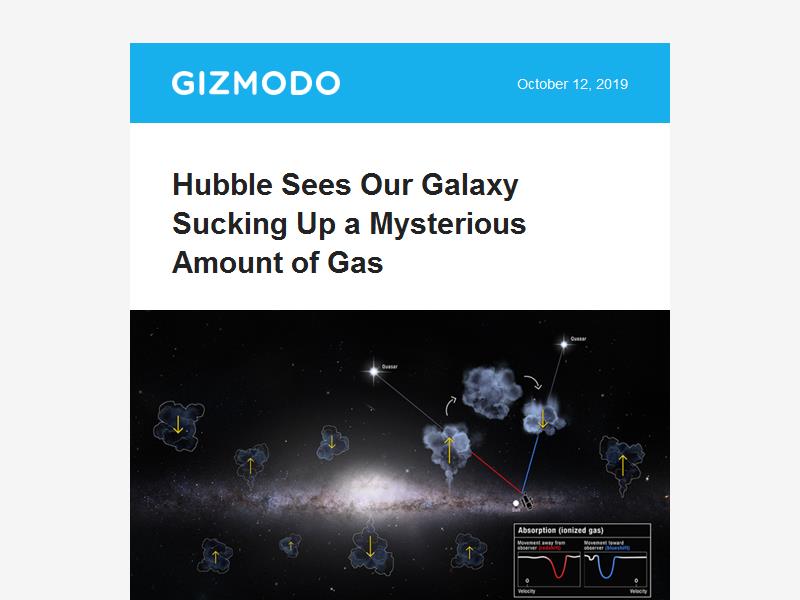 GIZMODO
October 12, 2019
Hubble Sees Our Galaxy
Sucking Up a Mysterious
Amount of Gas
Quasar
Quasar
Absorption (ionized gas)
Movement away from
observer (redshift)
Movement toward
observer (blueshift)
0
0
Velocity
Velocity